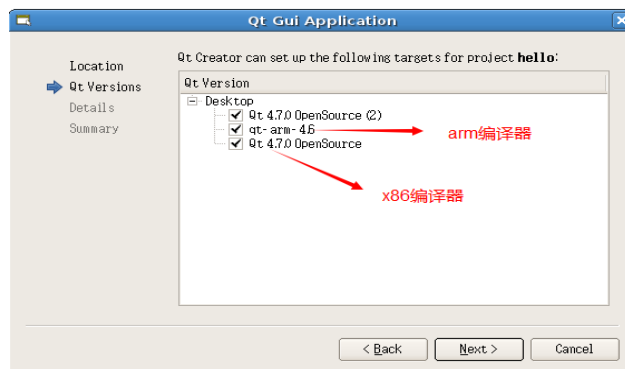 Qt Gui Application
Location
Qt Versions
Details
Summary
Qt Creator can set up the following targets for project hello:
Qt Version
Desktop
Qt 4.7.0 OpenSource (2)
qt-arm-4.6
arm编译器
Qt 4.7.0 OpenSource
x86编译器
< Back
Next >
Cancel